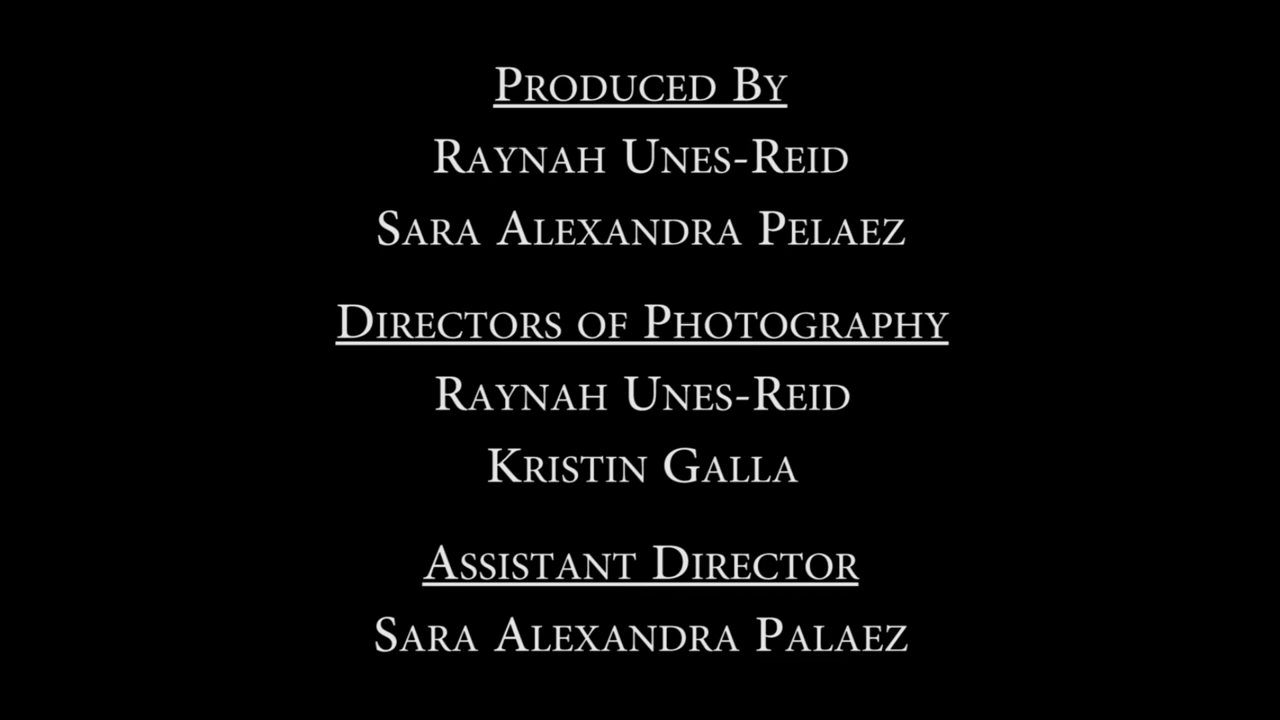 Produced By
Raynah Unes-Reid
Sara Alexandra Pelaez
Directors of Photography
Raynah Unes-Reid
Kristin Galla
Assistant Director
Sara Alexandra Palaez